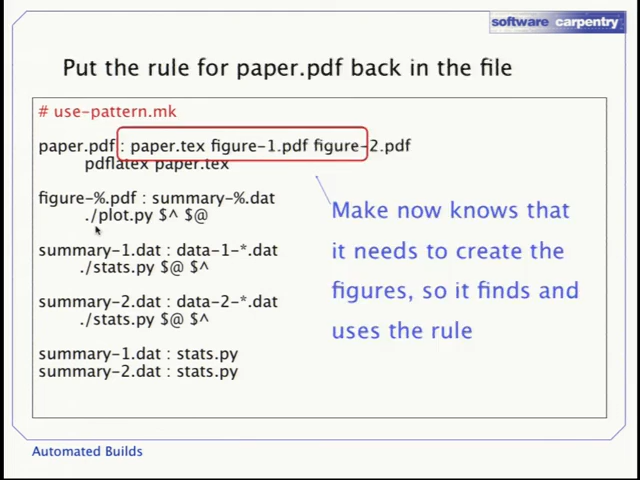 software carpentry
Put the rule for paper.pdf back in the file
# use-pattern.mk
paper.pdf : paper.tex figure-1.pdf figure-2.pdf
pdflatex paper.tex
figure-%.pdf : summary-%.dat
./plot.py $^ $@
summary-1.dat : data-1-*.dat
./stats.py $@ $^
summary-2.dat : data-2-*.dat
./stats.py $@ $^
summary-1.dat : stats.py
summary-2.dat : stats.py
Make now knows that
it needs to create the
figures, so it finds and
uses the rule
Automated Builds